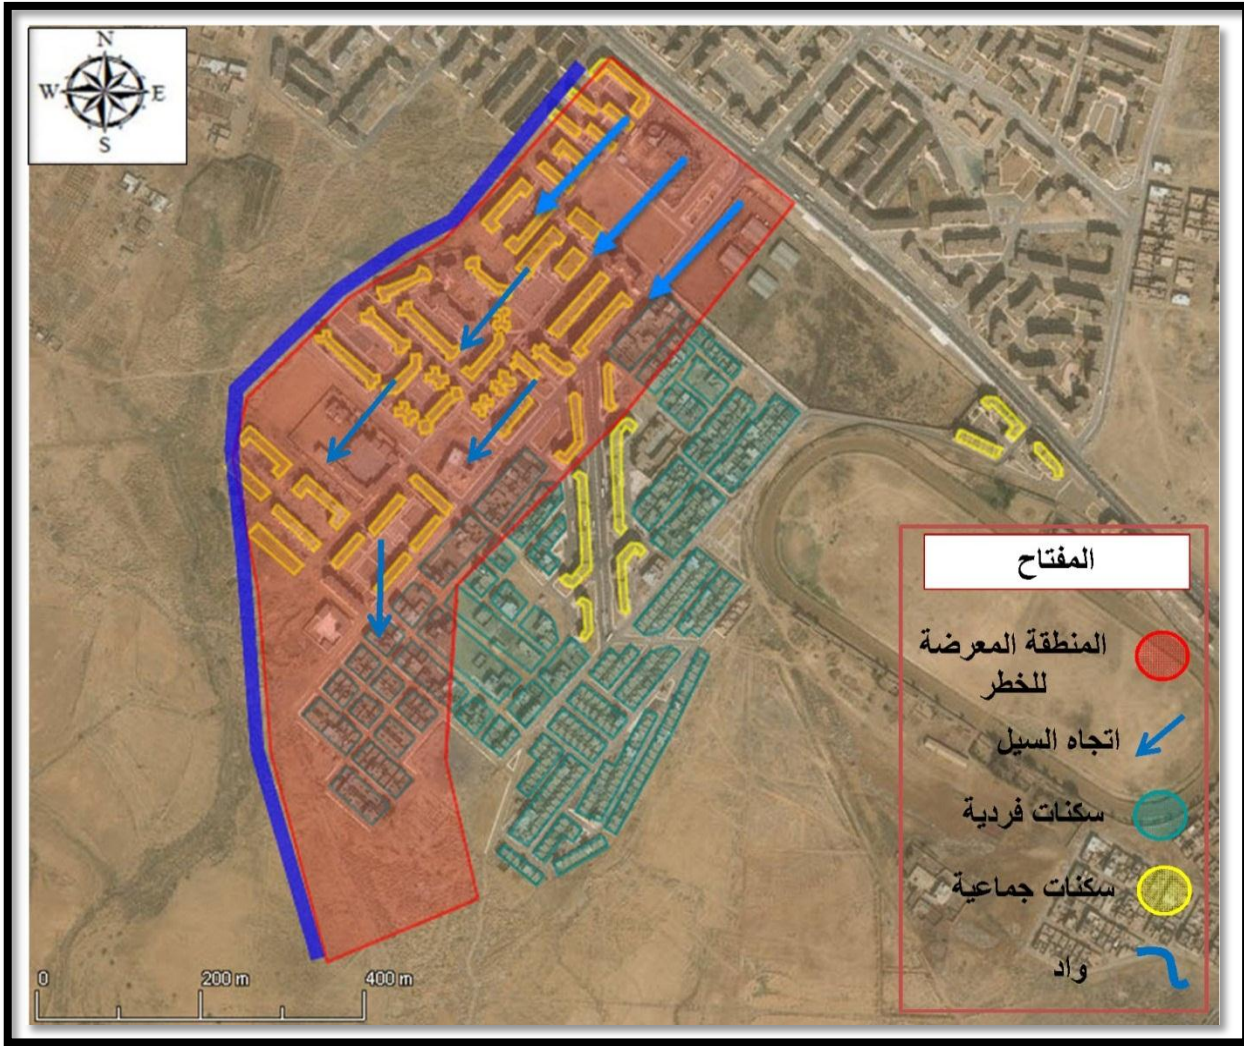 N
W E
S
المفتاح
المنطقة المعرضة
للخطر
اتجاه السيل
سكنات فردية
سكنات جماعية
واد
0 200 m 400 m